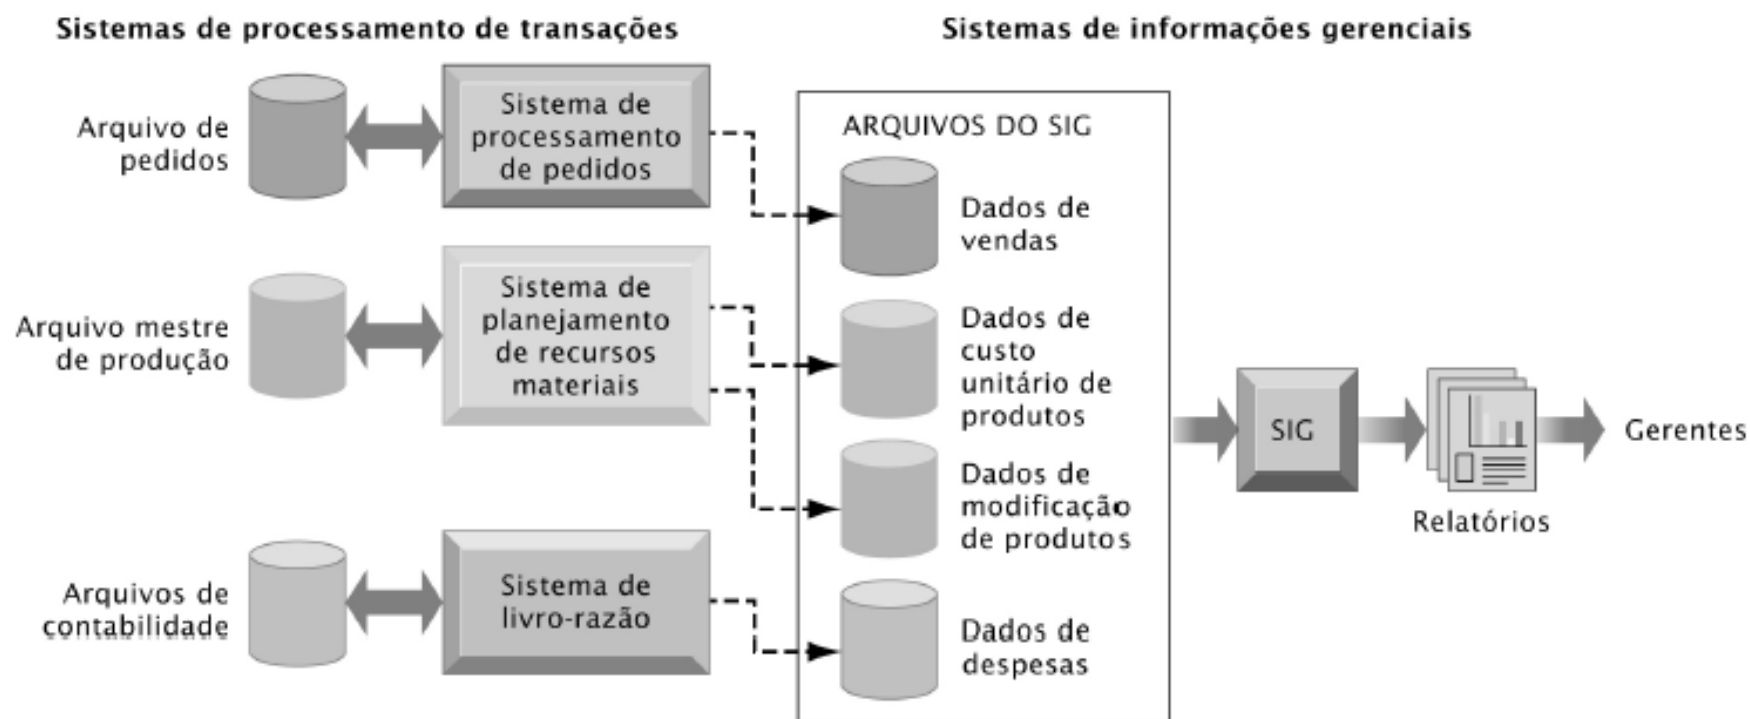 Sistemas de processamento de transações
Sistemas de informações gerenciais
Arquivo de
pedidos
Sistema de
processamento
de pedidos
Arquivo mestre
de produção
Sistema de
planejamento
de recursos
materiais
Arquivos de
contabilidade
Sistema de
livro-razão
ARQUIVOS DO SIG
Dados de
vendas
Dados de
custo
unitário de
produtos
Dados de
modificação
de produtos
Dados de
despesas
SIG
Relatórios
Gerentes